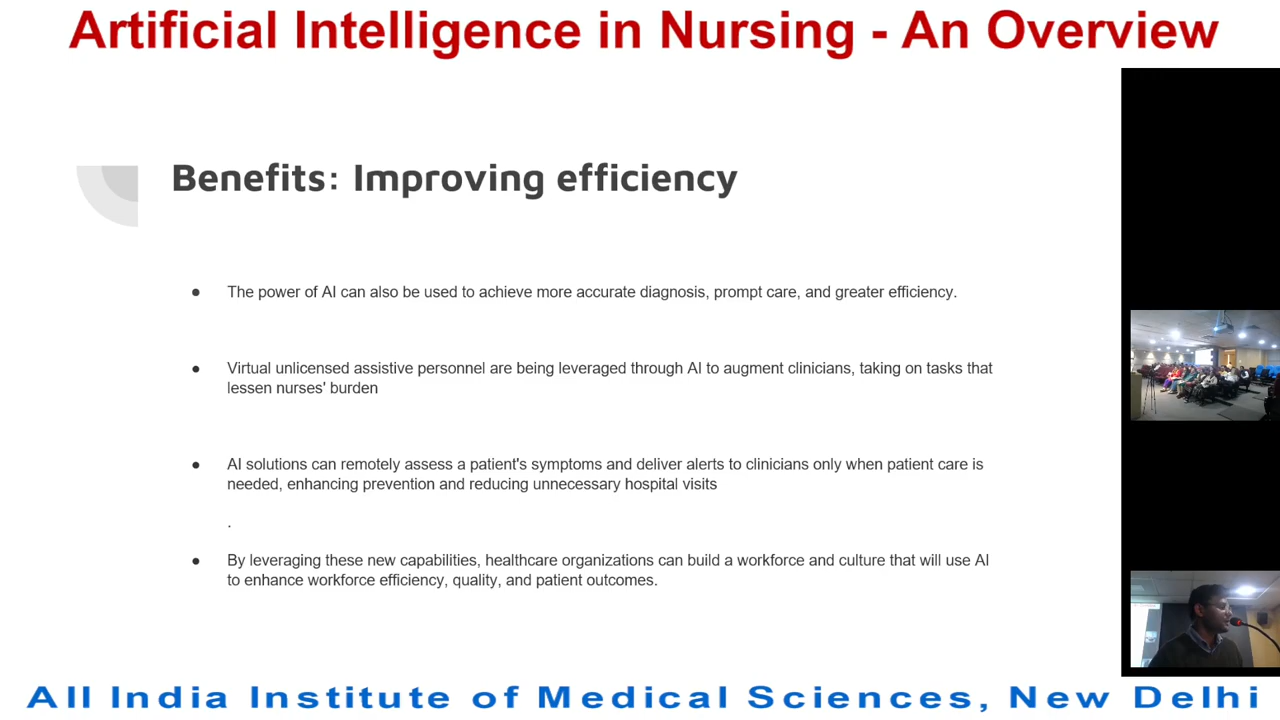 Artificial Intelligence in Nursing - An Overview
Benefits: Improving efficiency
● The power of AI can also be used to achieve more accurate diagnosis, prompt care, and greater efficiency.
● Virtual unlicensed assistive personnel are being leveraged through AI to augment clinicians, taking on tasks that
lessen nurses' burden
● AI solutions can remotely assess a patient's symptoms and deliver alerts to clinicians only when patient care is
needed, enhancing prevention and reducing unnecessary hospital visits
.
● By leveraging these new capabilities, healthcare organizations can build a workforce and culture that will use AI
to enhance workforce efficiency, quality, and patient outcomes.
All India Institute of Medical Sciences, New Delhi